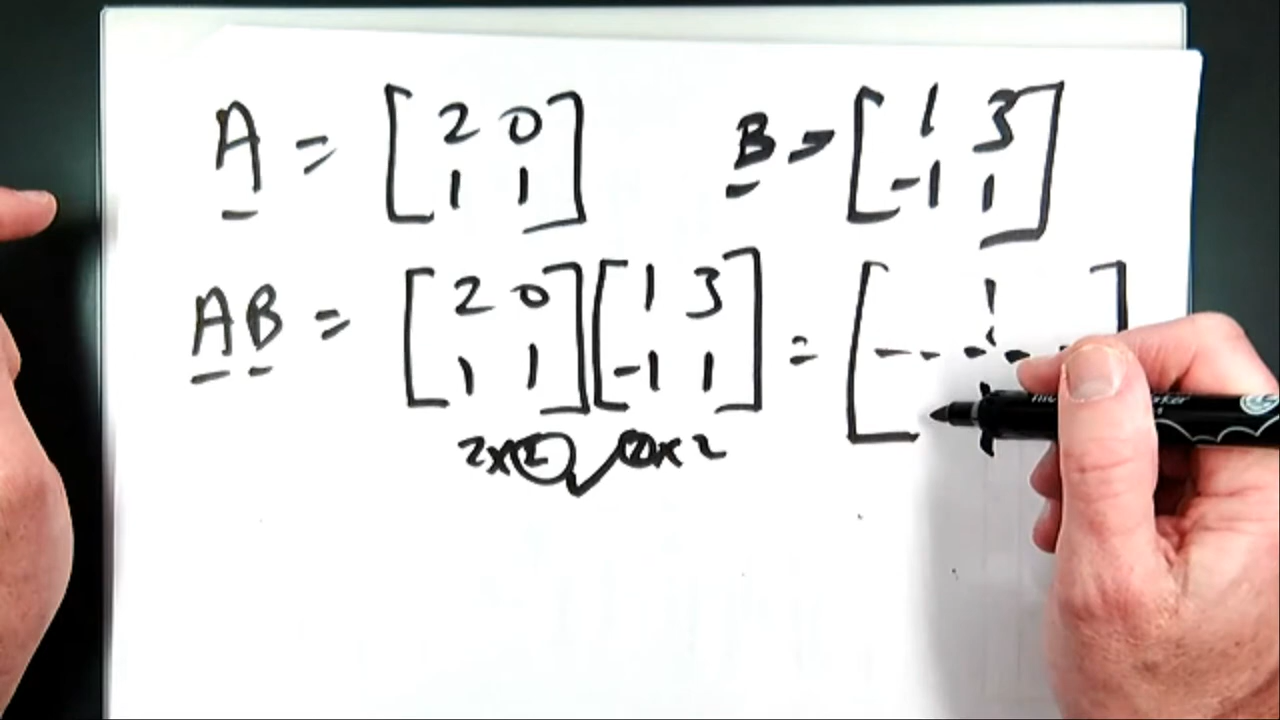 A = [ 2 0 B = [ 1 3
1 1 ] -1 1 ]
AB = [ 2 0 ] [ 1 3 ] = [ ]
1 1 -1 1
2x2 2x2